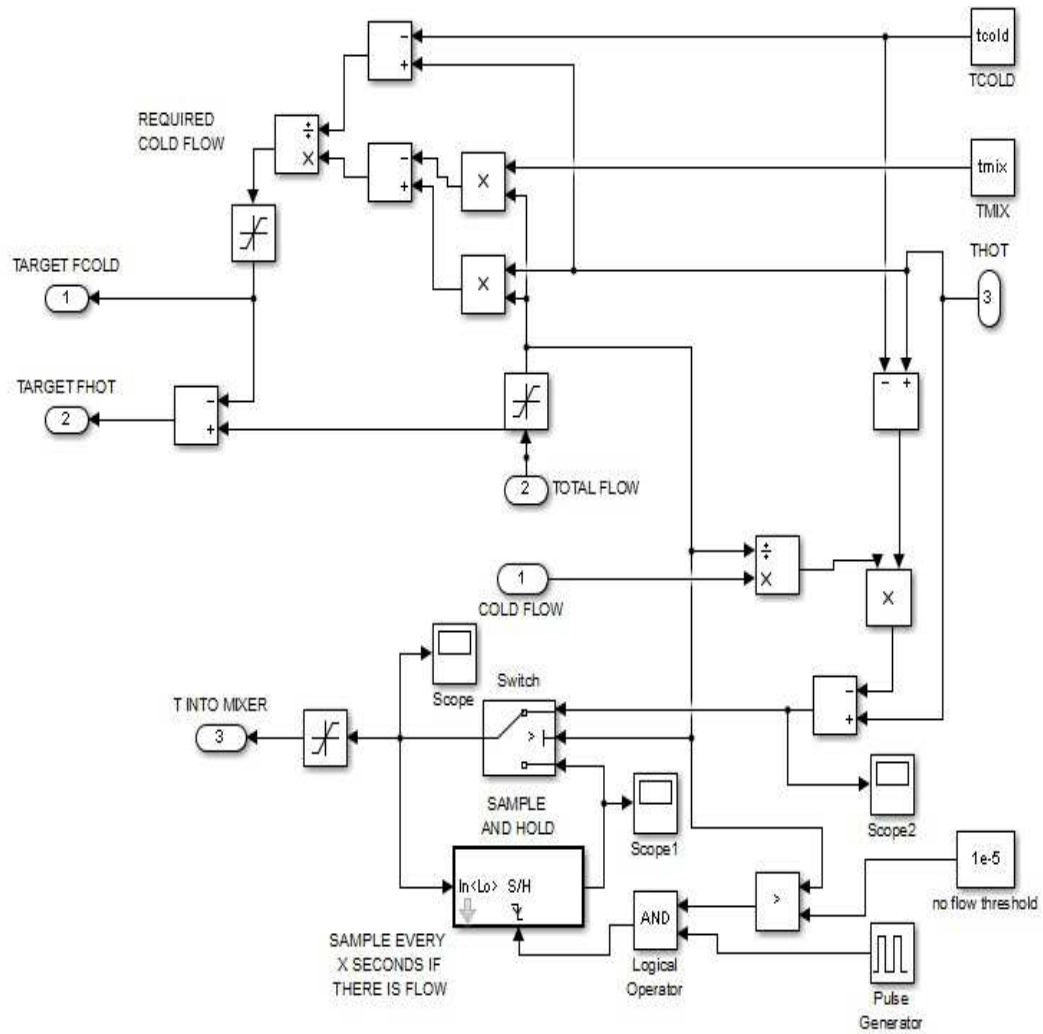 tcold
TCOLD
REQUIRED
COLD FLOW
-
+
÷
X
-
+
X
tmix
TMIX
X
THOT
3
TARGET FCOLD
1
TARGET FHOT
2
-
+
- +
2
TOTAL FLOW
÷
X
1
COLD FLOW
X
Scope
Switch
>
-
+
T INTO MIXER
3
SAMPLE
AND HOLD
Scope1
Scope2
In<Lo> S/H
1e-5
no flow threshold
>
AND
Logical
Operator
SAMPLE EVERY
X SECONDS IF
THERE IS FLOW
Pulse
Generator